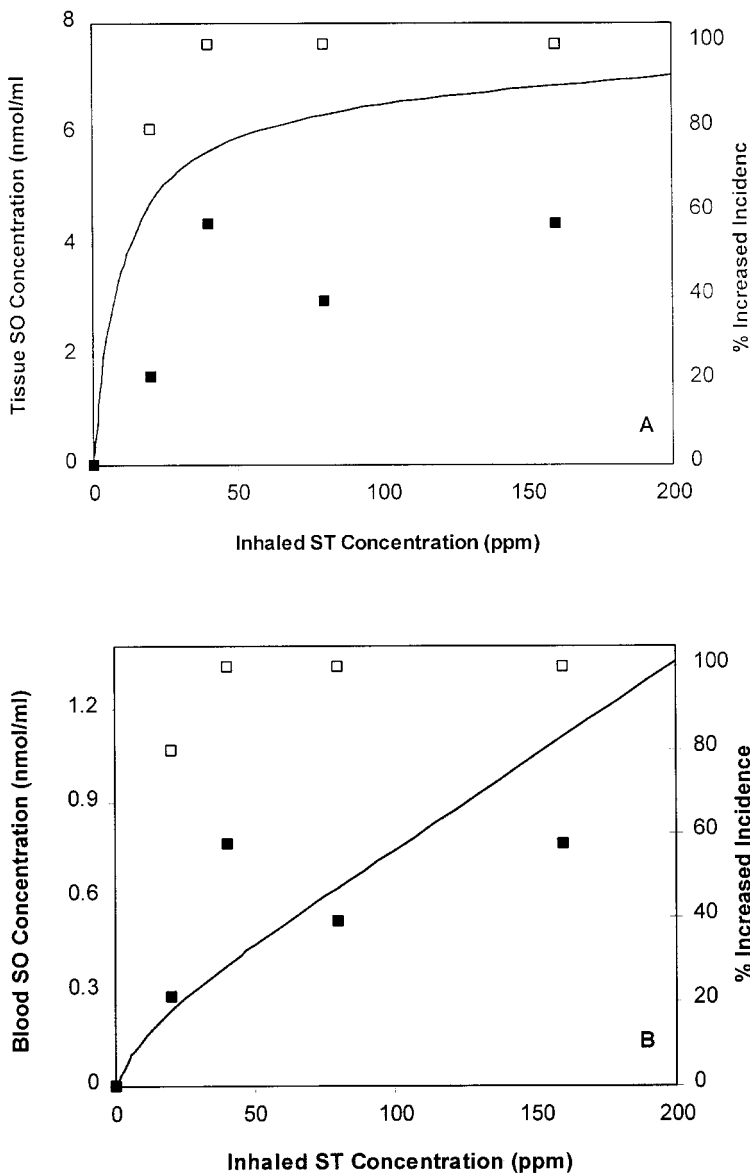 8
6
4
2
0
Tissue SO Concentration (nmol/ml)
100
80
60
40
20
0
% Increased Incidenc
A
0 50 100 150 200
Inhaled ST Concentration (ppm)
1.2
0.9
0.6
0.3
0
Blood SO Concentration (nmol/ml)
100
80
60
40
20
0
% Increased Incidence
B
0 50 100 150 200
Inhaled ST Concentration (ppm)